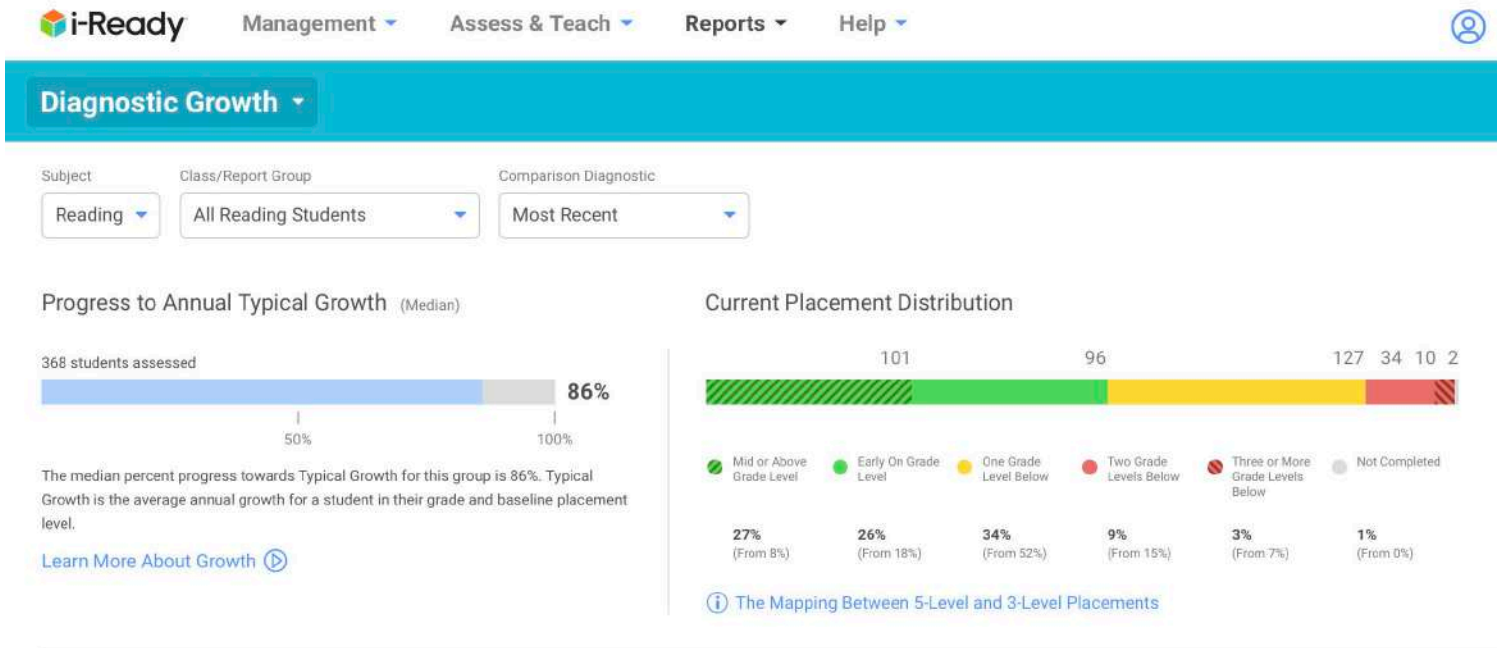 i-Ready Management Assess & Teach Reports Help
Diagnostic Growth
Subject Class/Report Group Comparison Diagnostic
Reading All Reading Students Most Recent
Progress to Annual Typical Growth (Median)
368 students assessed
86%
50% 100%
The median percent progress towards Typical Growth for this group is 86%. Typical
Growth is the average annual growth for a student in their grade and baseline placement
level.
Learn More About Growth
Current Placement Distribution
101 96 127 34 10 2
Mid or Above
Grade Level
Early On Grade
Level
One Grade
Level Below
Two Grade
Levels Below
Three or More
Grade Levels
Below
Not Completed
27% 26% 34% 9% 3% 1%
(From 8%) (From 18%) (From 52%) (From 15%) (From 7%) (From 0%)
The Mapping Between 5-Level and 3-Level Placements